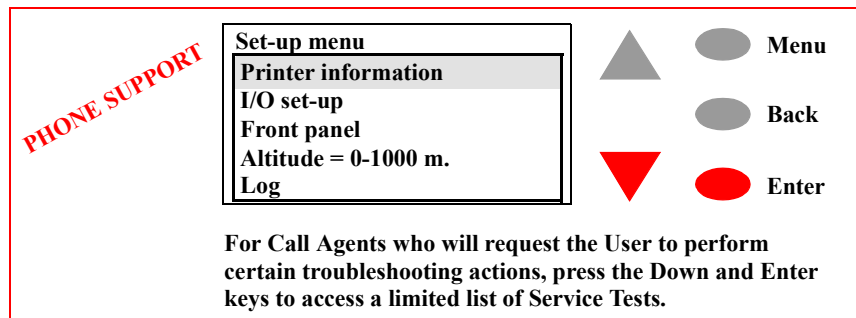 PHONE SUPPORT
Set-up menu
Printer information
I/O set-up
Front panel
Altitude = 0-1000 m.
Log
Menu
Back
Enter
For Call Agents who will request the User to perform
certain troubleshooting actions, press the Down and Enter
keys to access a limited list of Service Tests.